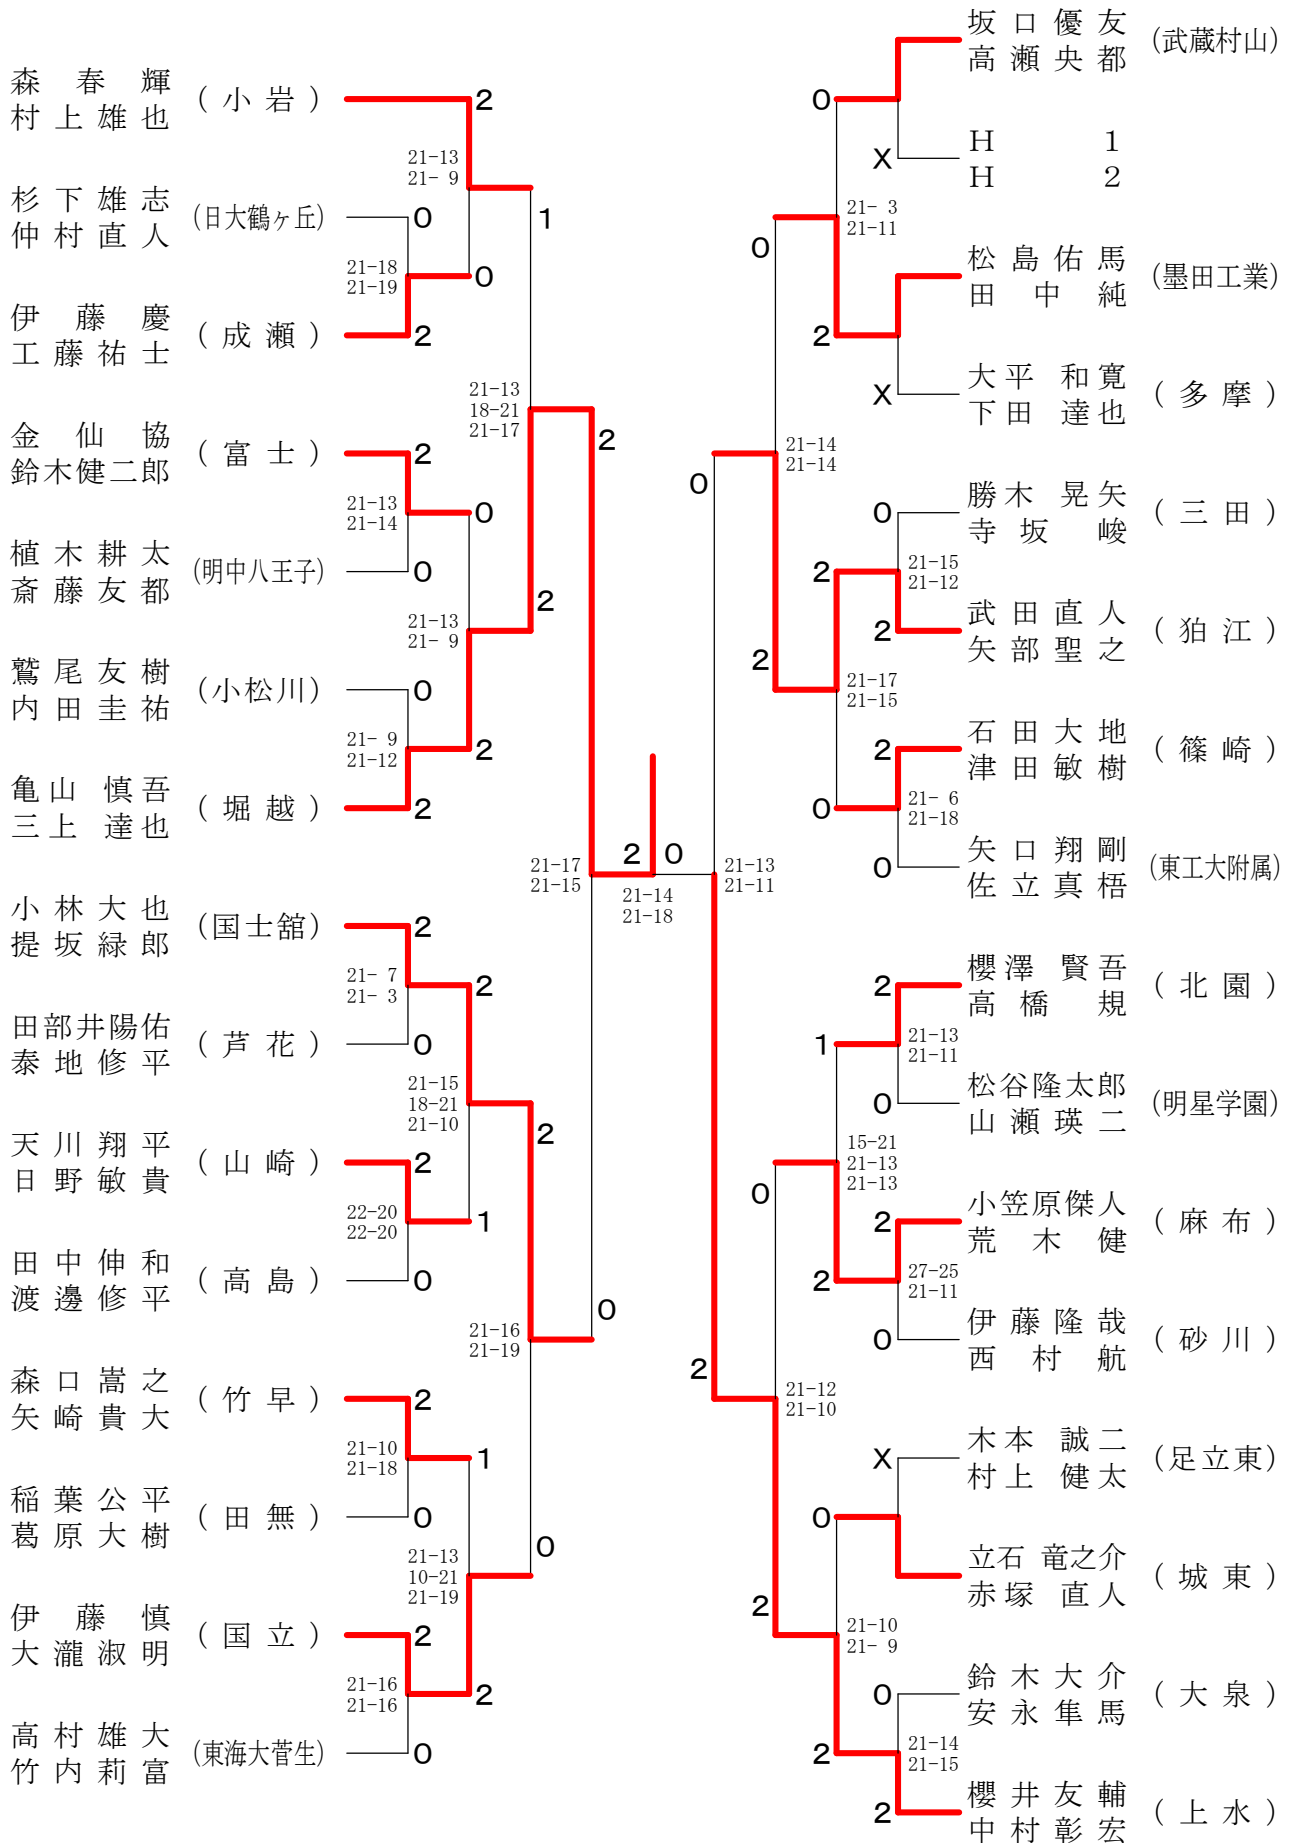 森春輝
村上雄也
(小岩)
2
21-13
21- 9
杉下雄志
仲村直人
(日大鶴ヶ丘)
0
1
21-18
21-19
0
伊藤慶
工藤祐士
(成瀬)
2
21-13
18-21
21-17
2
金仙協
鈴木健二郎
(富士)
2
21-13
21-14
0
植木耕太
斎藤友都
(明中八王子)
0
2
21-13
21- 9
鷲尾友樹
内田圭祐
(小松川)
0
21- 9
21-12
2
亀山慎吾
三上達也
(堀越)
2
21-17
21-15
2
0
21-14
21-18
小林大也
提坂緑郎
(国士舘)
2
21- 7
21- 3
2
田部井陽佑
泰地修平
(芦花)
0
21-15
18-21
21-10
2
天川翔平
日野敏貴
(山崎)
2
22-20
22-20
1
田中伸和
渡邊修平
(高島)
0
0
21-16
21-19
森口嵩之
矢崎貴大
(竹早)
2
21-10
21-18
1
稲葉公平
葛原大樹
(田無)
0
0
21-13
10-21
21-19
伊藤慎
大瀧淑明
(国立)
2
21-16
21-16
2
高村雄大
竹内莉富
(東海大菅生)
0
坂口優友
高瀬央都
(武蔵村山)
0
X
H 1
H 2
21- 3
21-11
0
松島佑馬
田中純
(墨田工業)
2
X
大平和寛
下田達也
(多摩)
21-14
21-14
0
0
勝木晃矢
寺坂峻
(三田)
2
21-15
21-12
2
武田直人
矢部聖之
(狛江)
2
21-17
21-15
2
石田大地
津田敏樹
(篠崎)
0
21- 6
21-18
0
矢口翔剛
佐立真梧
(東工大附属)
21-13
21-11
2
櫻澤賢吾
高橋規
(北園)
1
21-13
21-11
0
松谷隆太郎
山瀬瑛二
(明星学園)
15-21
21-13
21-13
0
2
小笠原傑人
荒木健
(麻布)
2
27-25
21-11
0
伊藤隆哉
西村航
(砂川)
2
21-12
21-10
X
木本誠二
村上健太
(足立東)
0
立石竜之介
赤塚直人
(城東)
2
21-10
21- 9
0
鈴木大介
安永隼馬
(大泉)
2
21-14
21-15
2
櫻井友輔
中村彰宏
(上水)